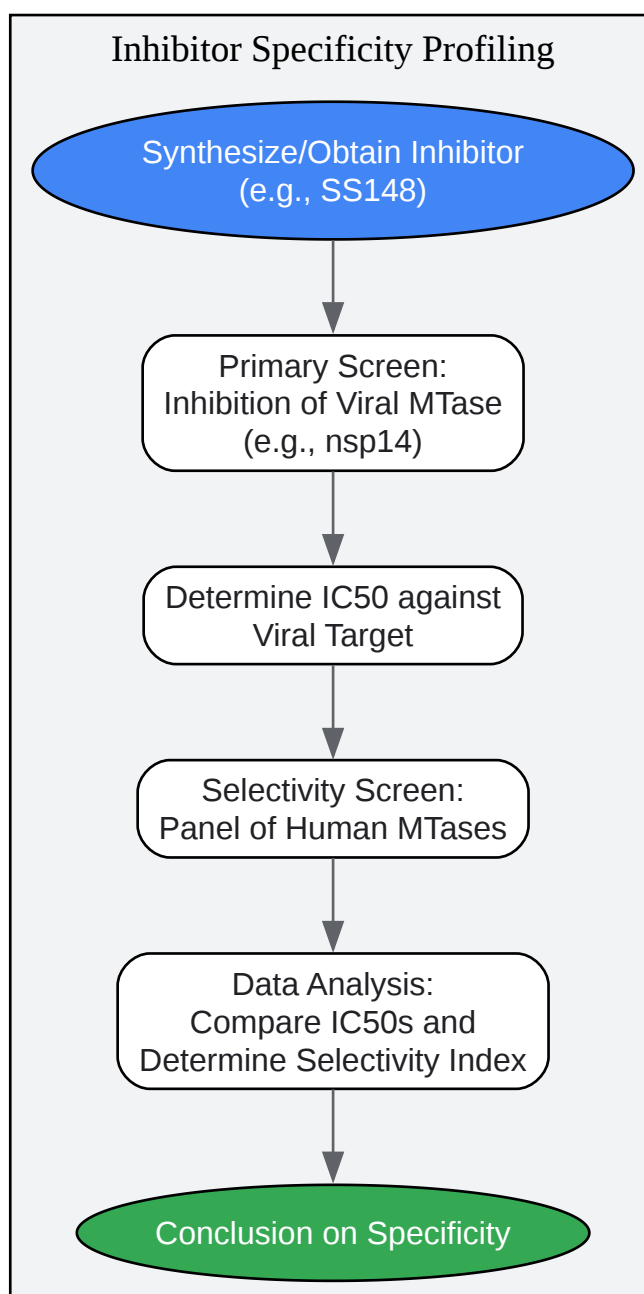 Inhibitor Specificity Profiling
Synthesize/Obtain Inhibitor
(e.g., SS148)
Primary Screen:
Inhibition of Viral MTase
(e.g., nsp14)
Determine IC50 against
Viral Target
Selectivity Screen:
Panel of Human MTases
Data Analysis:
Compare IC50s and
Determine Selectivity Index
Conclusion on Specificity